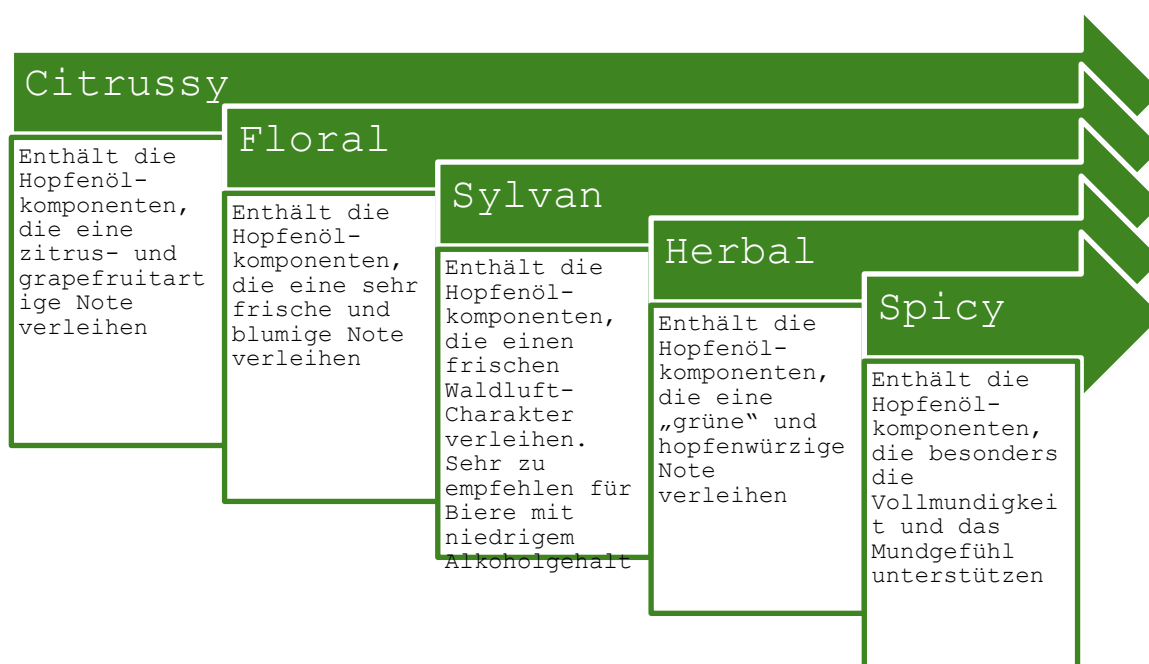 Citrussy
Enthält die
Hopfenöl-
komponenten,
die eine
zitrus- und
grapefruitart
ige Note
verleihen
Floral
Enthält die
Hopfenöl-
komponenten,
die eine sehr
frische und
blumige Note
verleihen
Sylvan
Enthält die
Hopfenöl-
komponenten,
die einen
frischen
Waldluft-
Charakter
verleihen.
Sehr zu
empfehlen für
Biere mit
niedrigem
Alkoholgehalt
Herbal
Enthält die
Hopfenöl-
komponenten,
die eine
„grüne“ und
hopfenwürzige
Note
verleihen
Spicy
Enthält die
Hopfenöl-
komponenten,
die besonders
die
Vollmundigkei
t und das
Mundgefühl
unterstützen